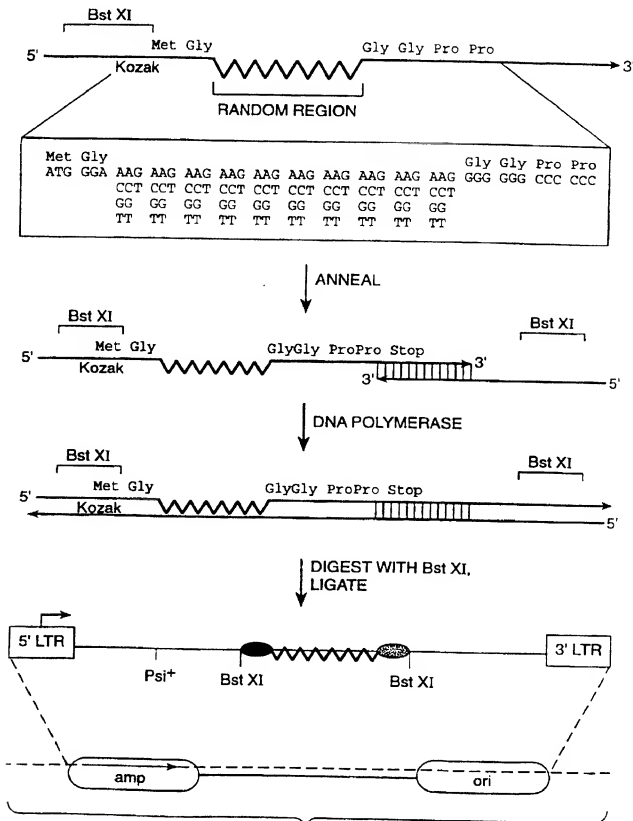 Bst XI
Met Gly
Gly Gly Pro Pro
5'
3'
Kozak
RANDOM REGION
Met Gly
Gly Gly Pro Pro
ATG GGA AAG AAG AAG AAG AAG AAG AAG AAG AAG AAG GGG GGG CCC CCC
CCT CCT CCT CCT CCT CCT CCT CCT CCT CCT
GG GG GG GG GG GG GG GG GG GG
TT TT TT TT TT TT TT TT TT TT
ANNEAL
Bst XI
Bst XI
Met Gly
GlyGly ProPro Stop
5'
3'
Kozak
3'
5'
DNA POLYMERASE
Bst XI
Bst XI
Met Gly
GlyGly ProPro Stop
5'
Kozak
5'
DIGEST WITH Bst XI,
LIGATE
5' LTR
3' LTR
Psi+
Bst XI
Bst XI
amp
ori